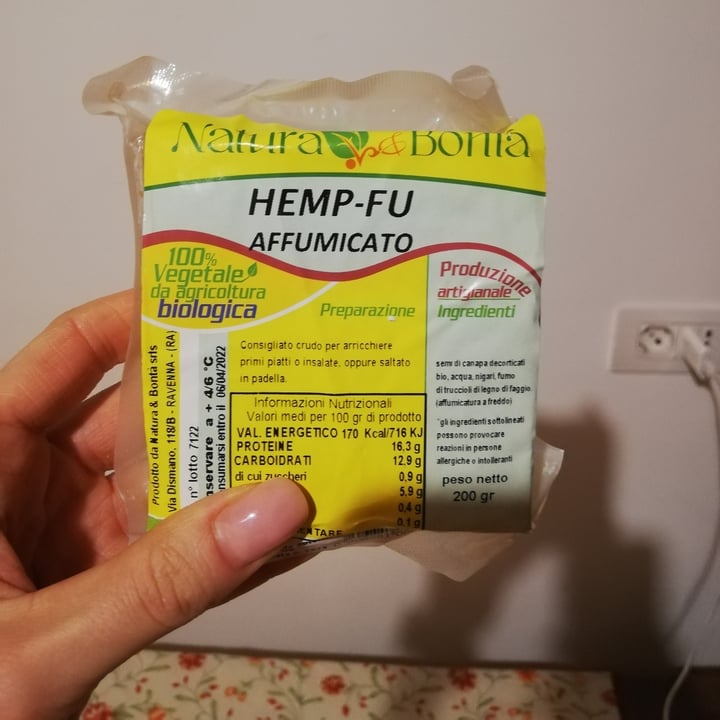 Natura & Bontà
HEMP-FU
AFFUMICATO
100%
Vegetale
da agricoltura
biologica
Preparazione
Consigliato crudo per arricchiere
primi piatti o insalate, oppure saltato
in padella.
Produzione
artigianale
Ingredienti
semi di canapa decorticati
bio, acqua, nigari, fumo
di truccioli di legno di faggio
(affumicatura a freddo)
*gli ingredienti sottolineati
possono provocare
reazioni in persone
allergiche o intolleranti
peso netto
200 gr
Informazioni Nutrizionali
Valori medi per 100 gr di prodotto
VAL. ENERGETICO 170 Kcal/716 KJ
PROTEINE 16,3 g
CARBOIDRATI 12,9 g
di cui zuccheri 0,9 g
5,9 g
0,4 g
0,1 g
Prodotto da Natura & Bontà srls
Via Dismano, 118/B - RAVENNA - (RA)
n° lotto 7122
nservare a + 4/6 °C
nsumarsi entro il 06/04/2022